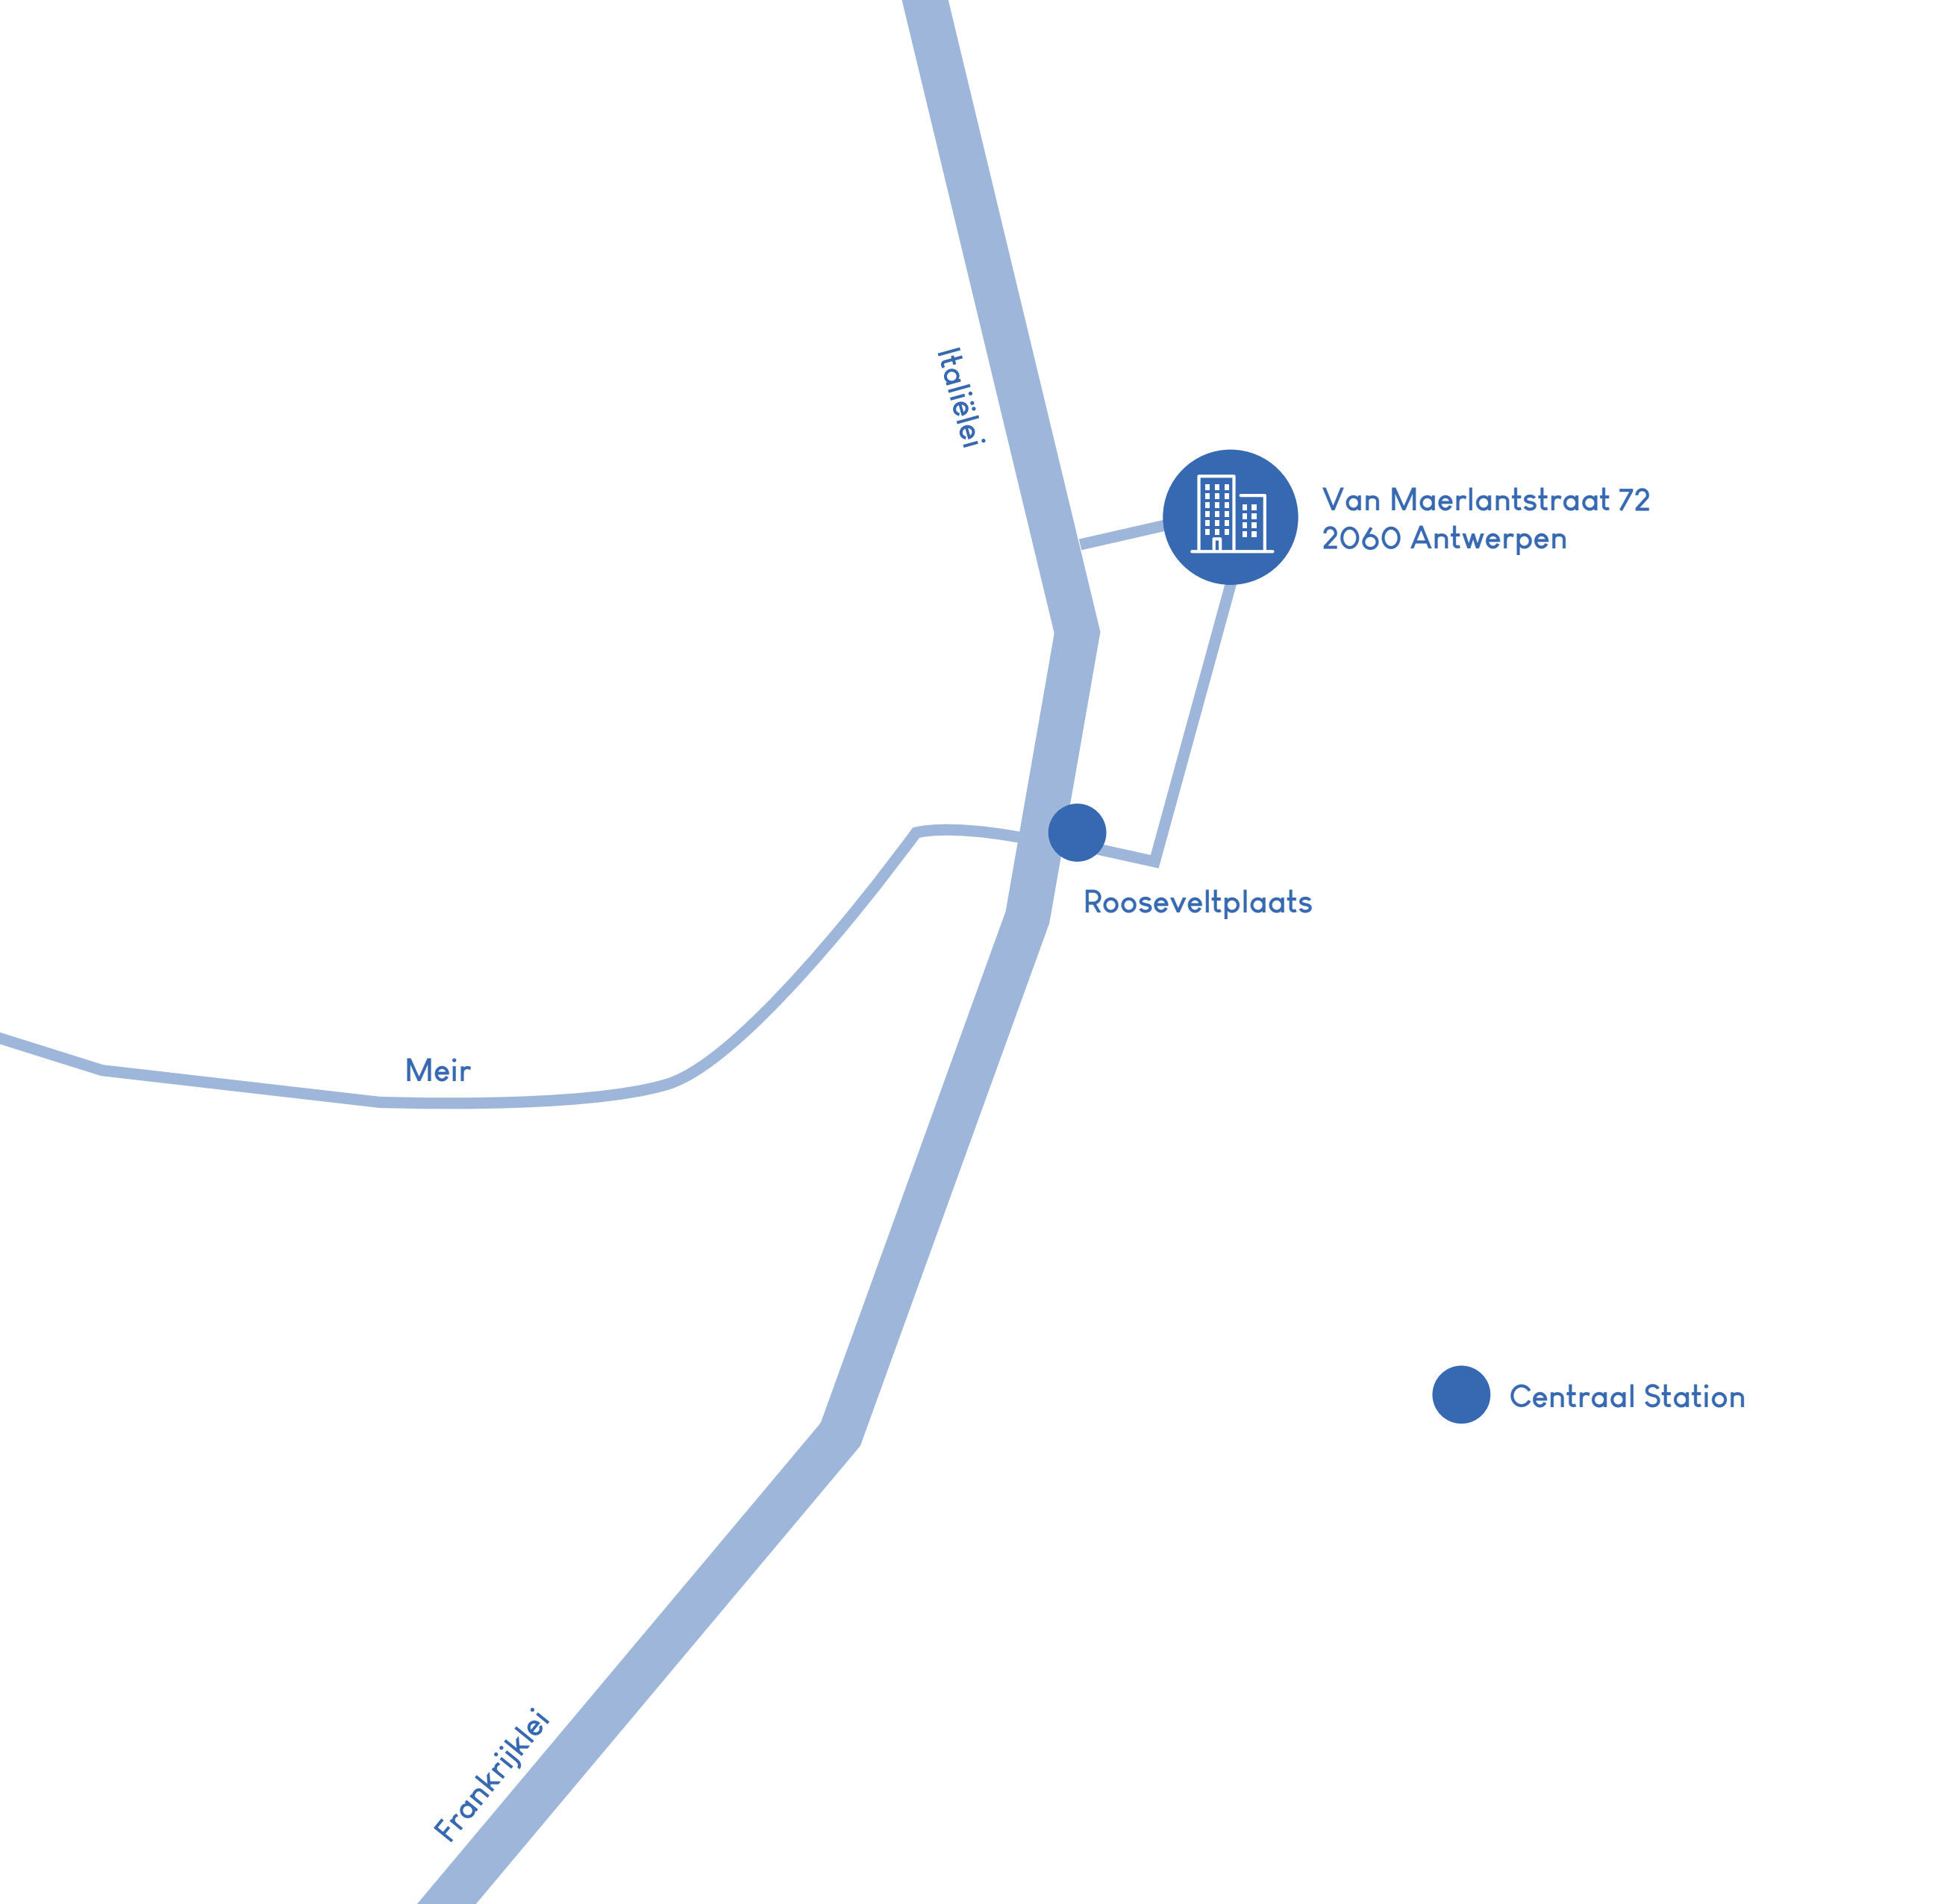 Italiëlei
Van Maerlantstraat 72
2060 Antwerpen
Rooseveltplaats
Meir
Centraal Station
Frankrijklei